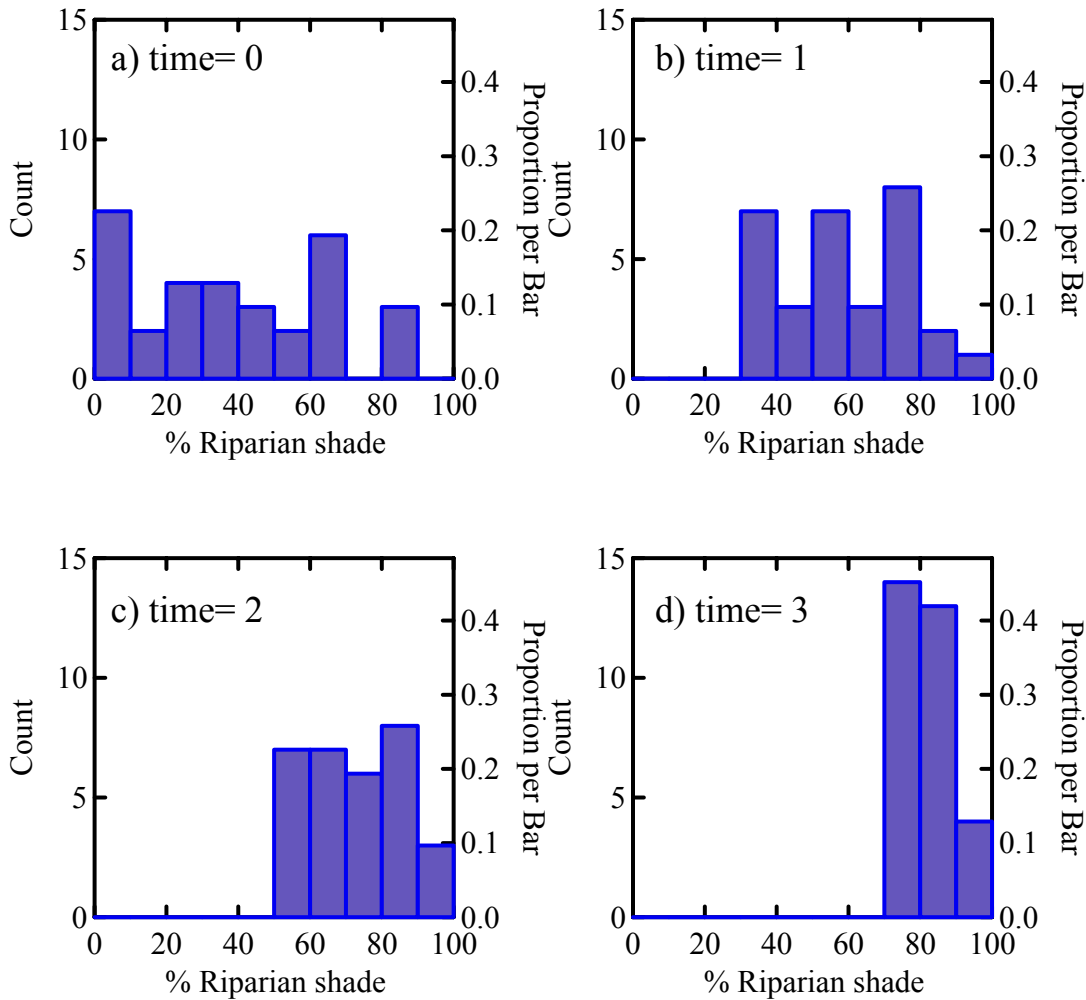 a) time= 0
15
10
5
0
Count
0.4
0.3
0.2
0.1
0.0
Proportion per Bar
0 20 40 60 80 100
% Riparian shade
b) time= 1
15
10
5
0
Count
0.4
0.3
0.2
0.1
0.0
Proportion per Bar
0 20 40 60 80 100
% Riparian shade
c) time= 2
15
10
5
0
Count
0.4
0.3
0.2
0.1
0.0
Proportion per Bar
0 20 40 60 80 100
% Riparian shade
d) time= 3
15
10
5
0
Count
0.4
0.3
0.2
0.1
0.0
Proportion per Bar
0 20 40 60 80 100
% Riparian shade